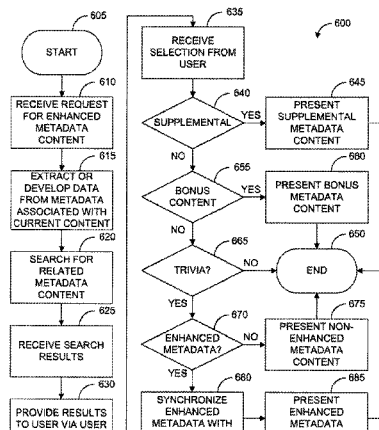 605
START
610
RECEIVE REQUEST
FOR ENHANCED
METADATA
CONTENT
615
EXTRACT OR
DEVELOP DATA
FROM METADATA
ASSOCIATED WITH
CURRENT CONTENT
620
SEARCH FOR
RELATED
METADATA
CONTENT
625
RECEIVE SEARCH
RESULTS
630
PROVIDE RESULTS
TO USER VIA USER
635
RECEIVE
SELECTION FROM
USER
600
640
SUPPLEMENTAL
YES
NO
645
PRESENT
SUPPLEMENTAL
METADATA
CONTENT
655
BONUS
CONTENT
YES
NO
660
PRESENT BONUS
METADATA
CONTENT
665
TRIVIA?
NO
YES
650
END
670
ENHANCED
METADATA?
NO
YES
675
PRESENT NON-
ENHANCED
METADATA
CONTENT
660
SYNCHRONIZE
ENHANCED
METADATA WITH
685
PRESENT
ENHANCED
METADATA